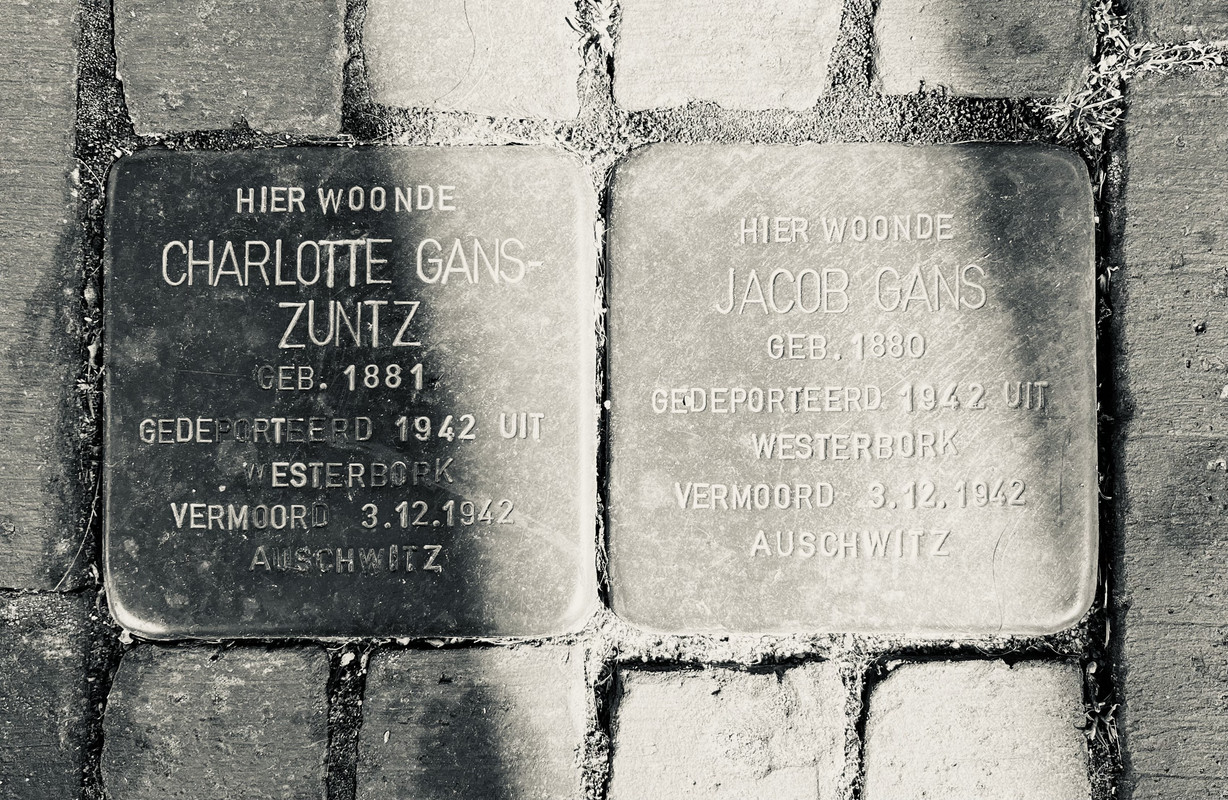 HIER WOONDE
CHARLOTTE GANS-
ZUNTZ
GEB. 1881
GEDEPORTEERD 1942 UIT
WESTERBORK
VERMOORD 3.12.1942
AUSCHWITZ
HIER WOONDE
JACOB GANS
GEB. 1880
GEDEPORTEERD 1942 UIT
WESTERBORK
VERMOORD 3.12.1942
AUSCHWITZ